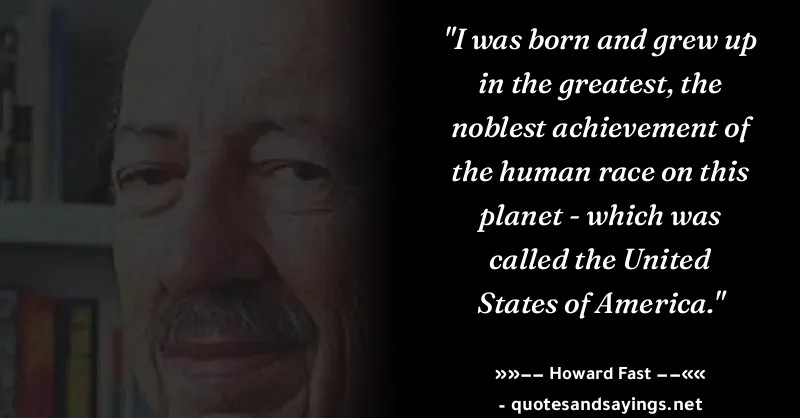 "I was born and grew up
in the greatest, the
noblest achievement of
the human race on this
planet - which was
called the United
States of America."
»»−− Howard Fast −−««
- quotesandsayings.net